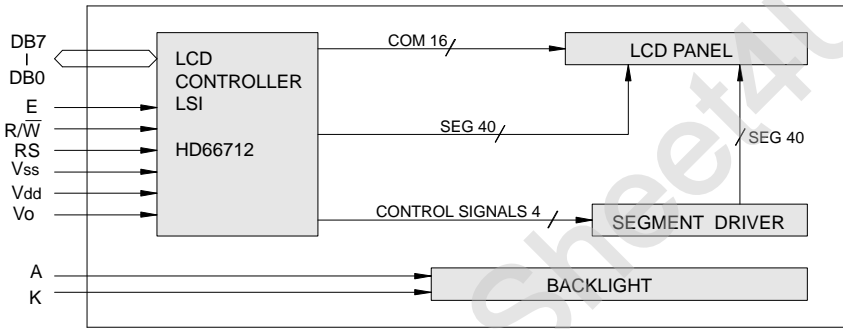 DB7
DB0
E
R/W̅
RS
Vss
Vdd
Vo
A
K
LCD
CONTROLLER
LSI
HD66712
COM 16
SEG 40
CONTROL SIGNALS 4
LCD PANEL
SEG 40
SEGMENT DRIVER
BACKLIGHT